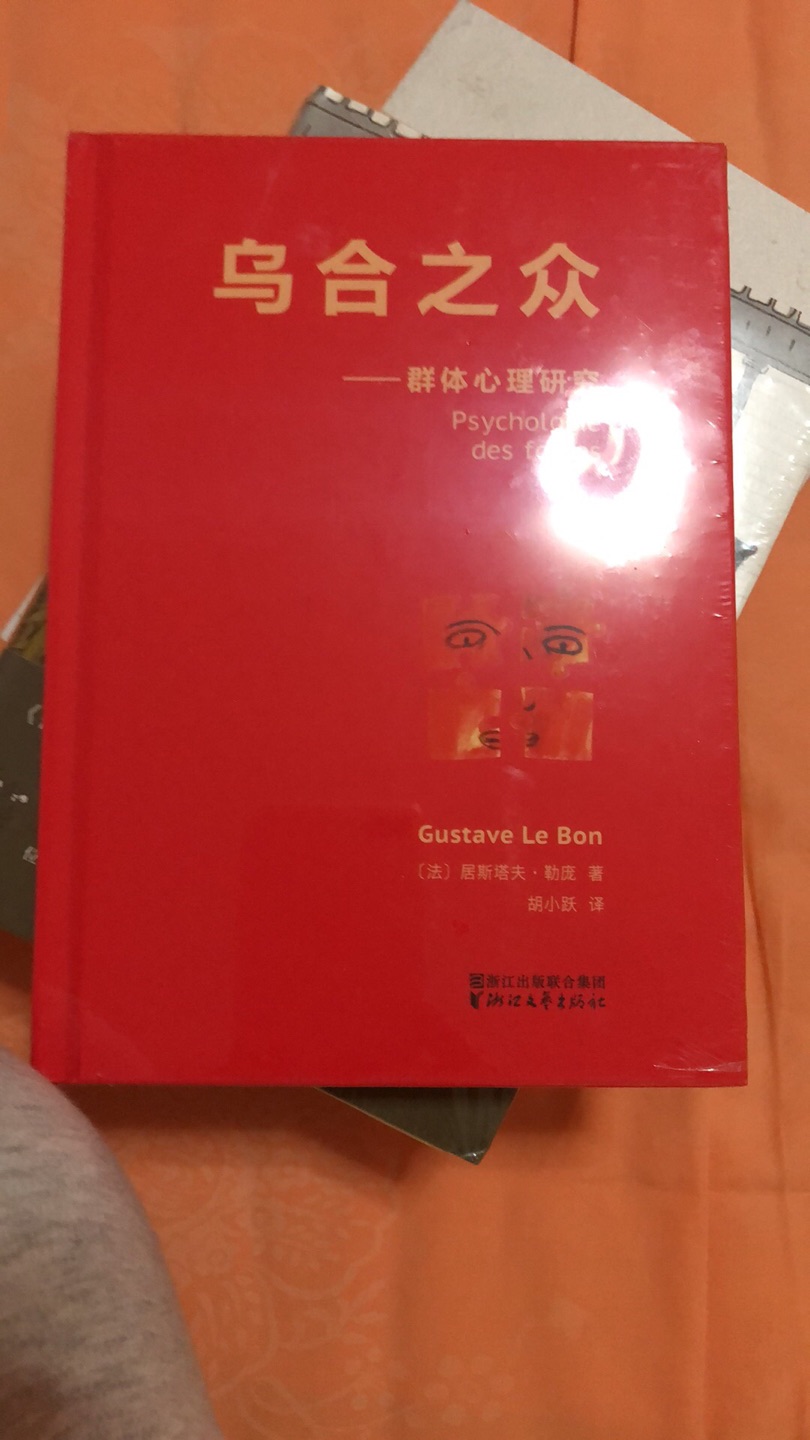 乌合之众
——群体心理研究
Psychologie
des foules
Gustave Le Bon
〔法〕居斯塔夫·勒庞 著
胡小跃 译
浙江出版联合集团
浙江文艺出版社